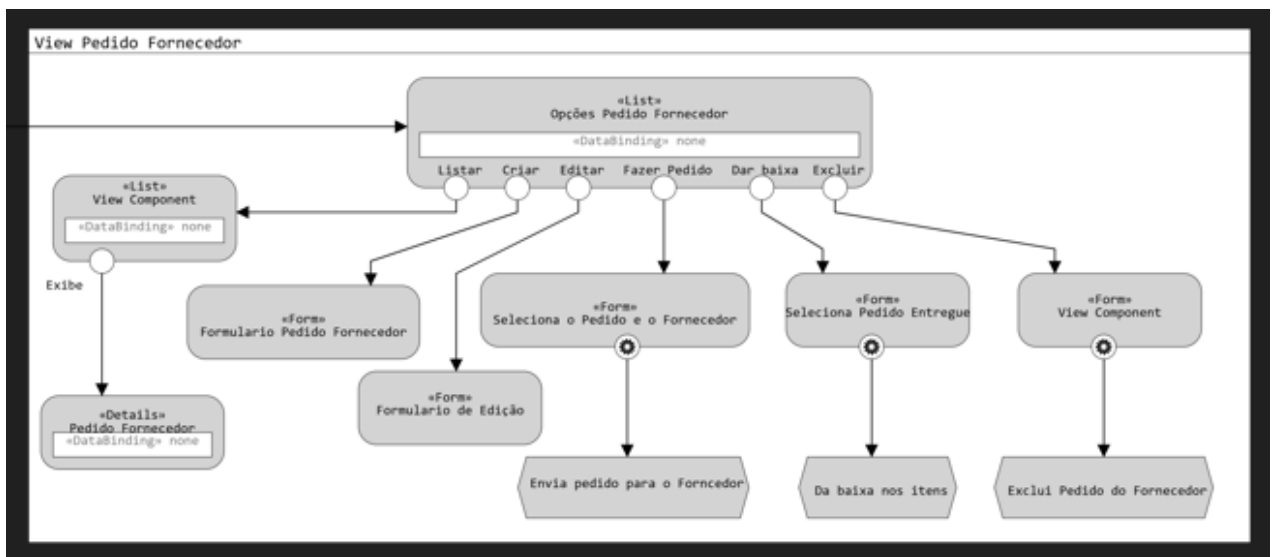 View Pedido Fornecedor
«List»
Opções Pedido Fornecedor
«DataBinding» none
Listar Criar Editar Fazer Pedido Dar baixa Excluir
«List»
View Component
«DataBinding» none
Exibe
«Form»
Formulario Pedido Fornecedor
«Form»
Seleciona o Pedido e o Fornecedor
«Form»
Seleciona Pedido Entregue
«Form»
View Component
«Form»
Formulario de Edição
«Details»
Pedido Fornecedor
«DataBinding» none
Envia pedido para o Forncedor
Da baixa nos itens
Exclui Pedido do Fornecedor